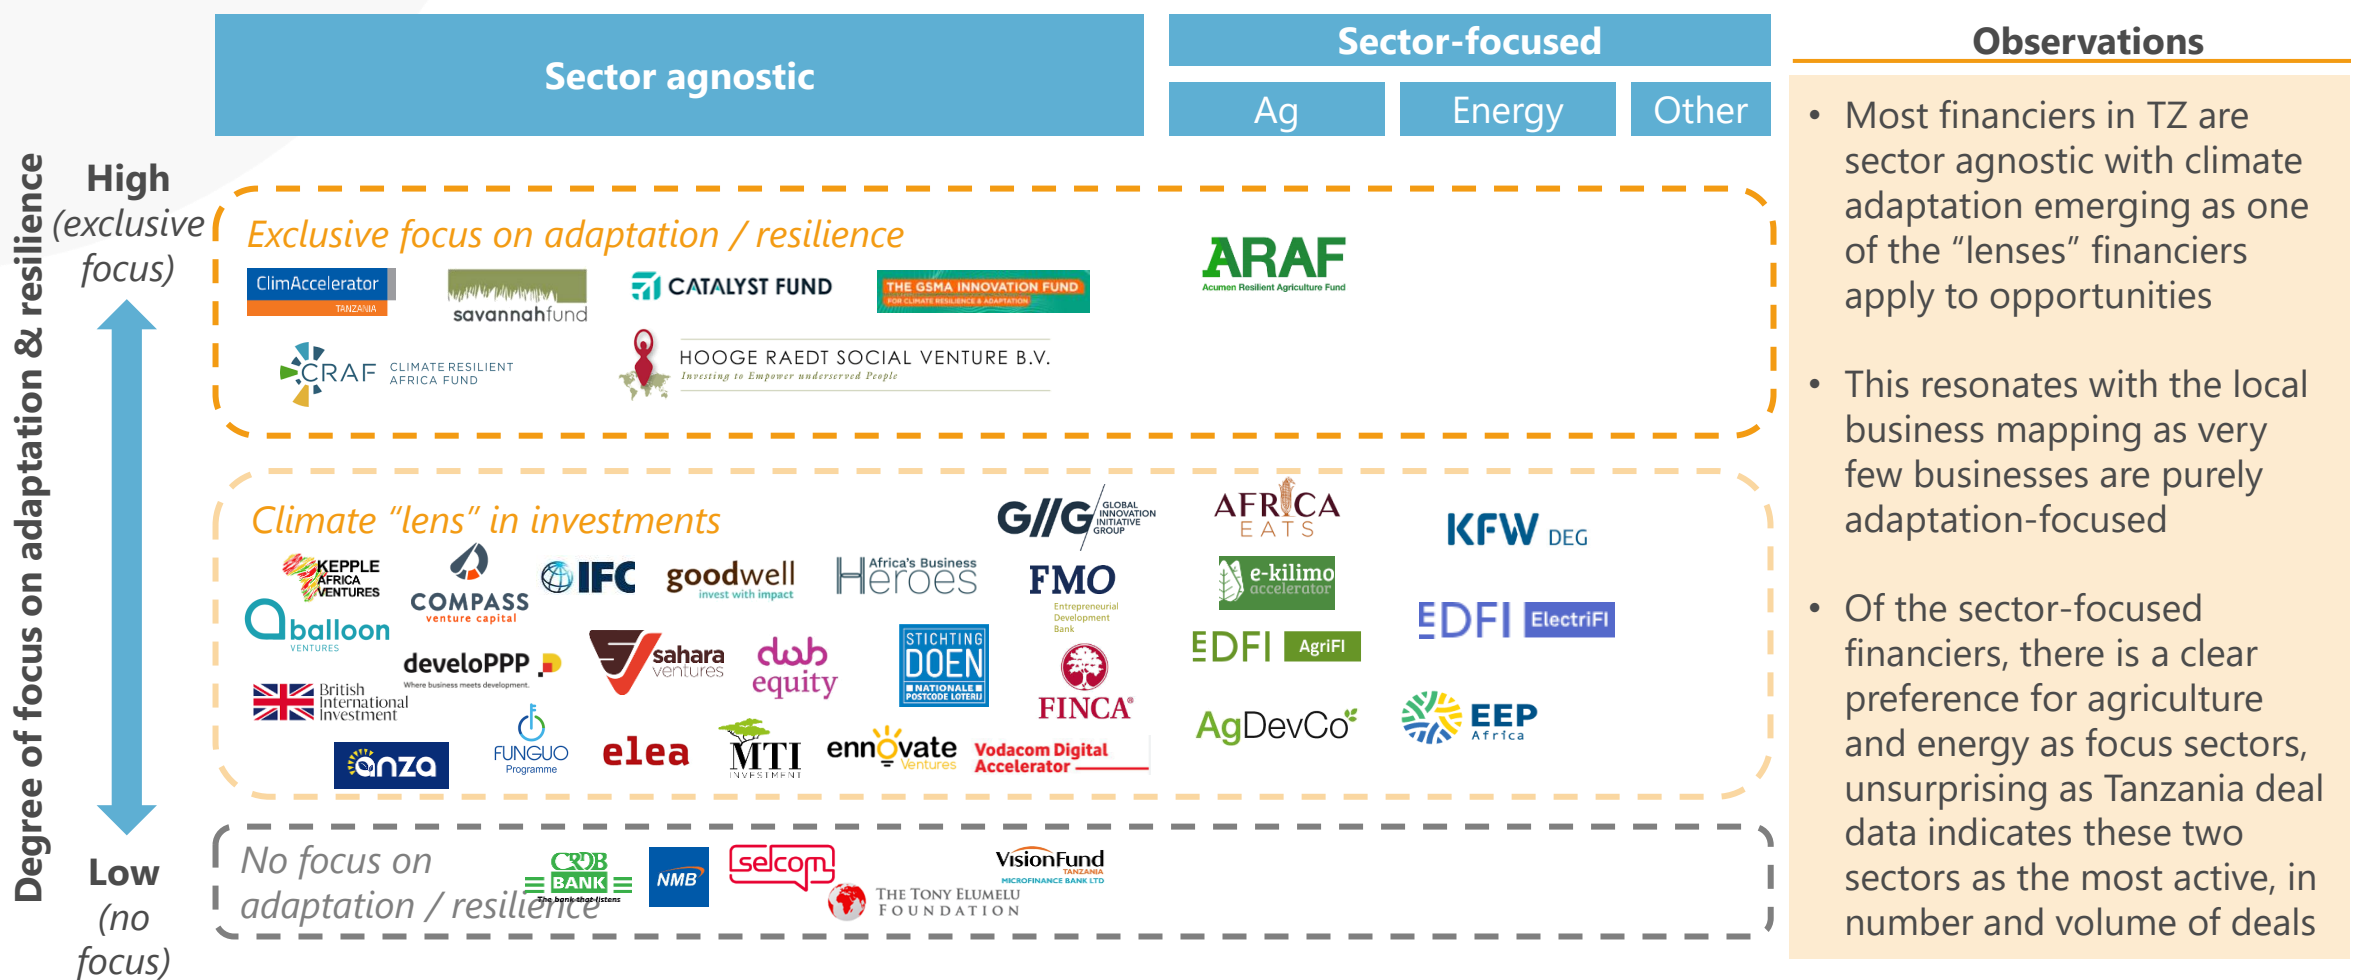 Sector agnostic
Sector-focused
Ag
Energy
Other
Observations
Degree of focus on adaptation & resilience
High
(exclusive
focus)
Low
(no
focus)
Exclusive focus on adaptation / resilience
ClimAccelerator
TANZANIA
savannahfund
CATALYST FUND
THE GSMA INNOVATION FUND
FOR CLIMATE RESILIENCE & ADAPTATION
CRAF
CLIMATE RESILIENT
AFRICA FUND
HOOGE RAEDT SOCIAL VENTURE B.V.
Investing to Empower underserved People
ARAF
Acumen Resilient Agriculture Fund
Climate “lens” in investments
G//G
GLOBAL
INNOVATION
INITIATIVE
GROUP
KEPPLE
AFRICA
VENTURES
COMPASS
venture capital
IFC
goodwell
invest with impact
Africa's Business
Heroes
FMO
Entrepreneurial
Development
Bank
balloon
VENTURES
develoPPP
Where business meets development.
sahara
ventures
dob
equity
STICHTING
DOEN
NATIONALE
POSTCODE LOTERIJ
FINCA®
British
International
Investment
anza
FUNGUO
Programme
elea
MTI
INVESTMENT
ennovate
Ventures
Vodacom Digital
Accelerator
AFRICA
EATS
e-kilimo
accelerator
EDFI AgriFI
AgDevCo
KFW DEG
EDFI ElectriFI
EEP
Africa
No focus on
adaptation / resilience
CRDB
BANK
The bank that listens
NMB
selcom
THE TONY ELUMELU
FOUNDATION
VisionFund
TANZANIA
MICROFINANCE BANK LTD
• Most financiers in TZ are
sector agnostic with climate
adaptation emerging as one
of the “lenses” financiers
apply to opportunities
• This resonates with the local
business mapping as very
few businesses are purely
adaptation-focused
• Of the sector-focused
financiers, there is a clear
preference for agriculture
and energy as focus sectors,
unsurprising as Tanzania deal
data indicates these two
sectors as the most active, in
number and volume of deals